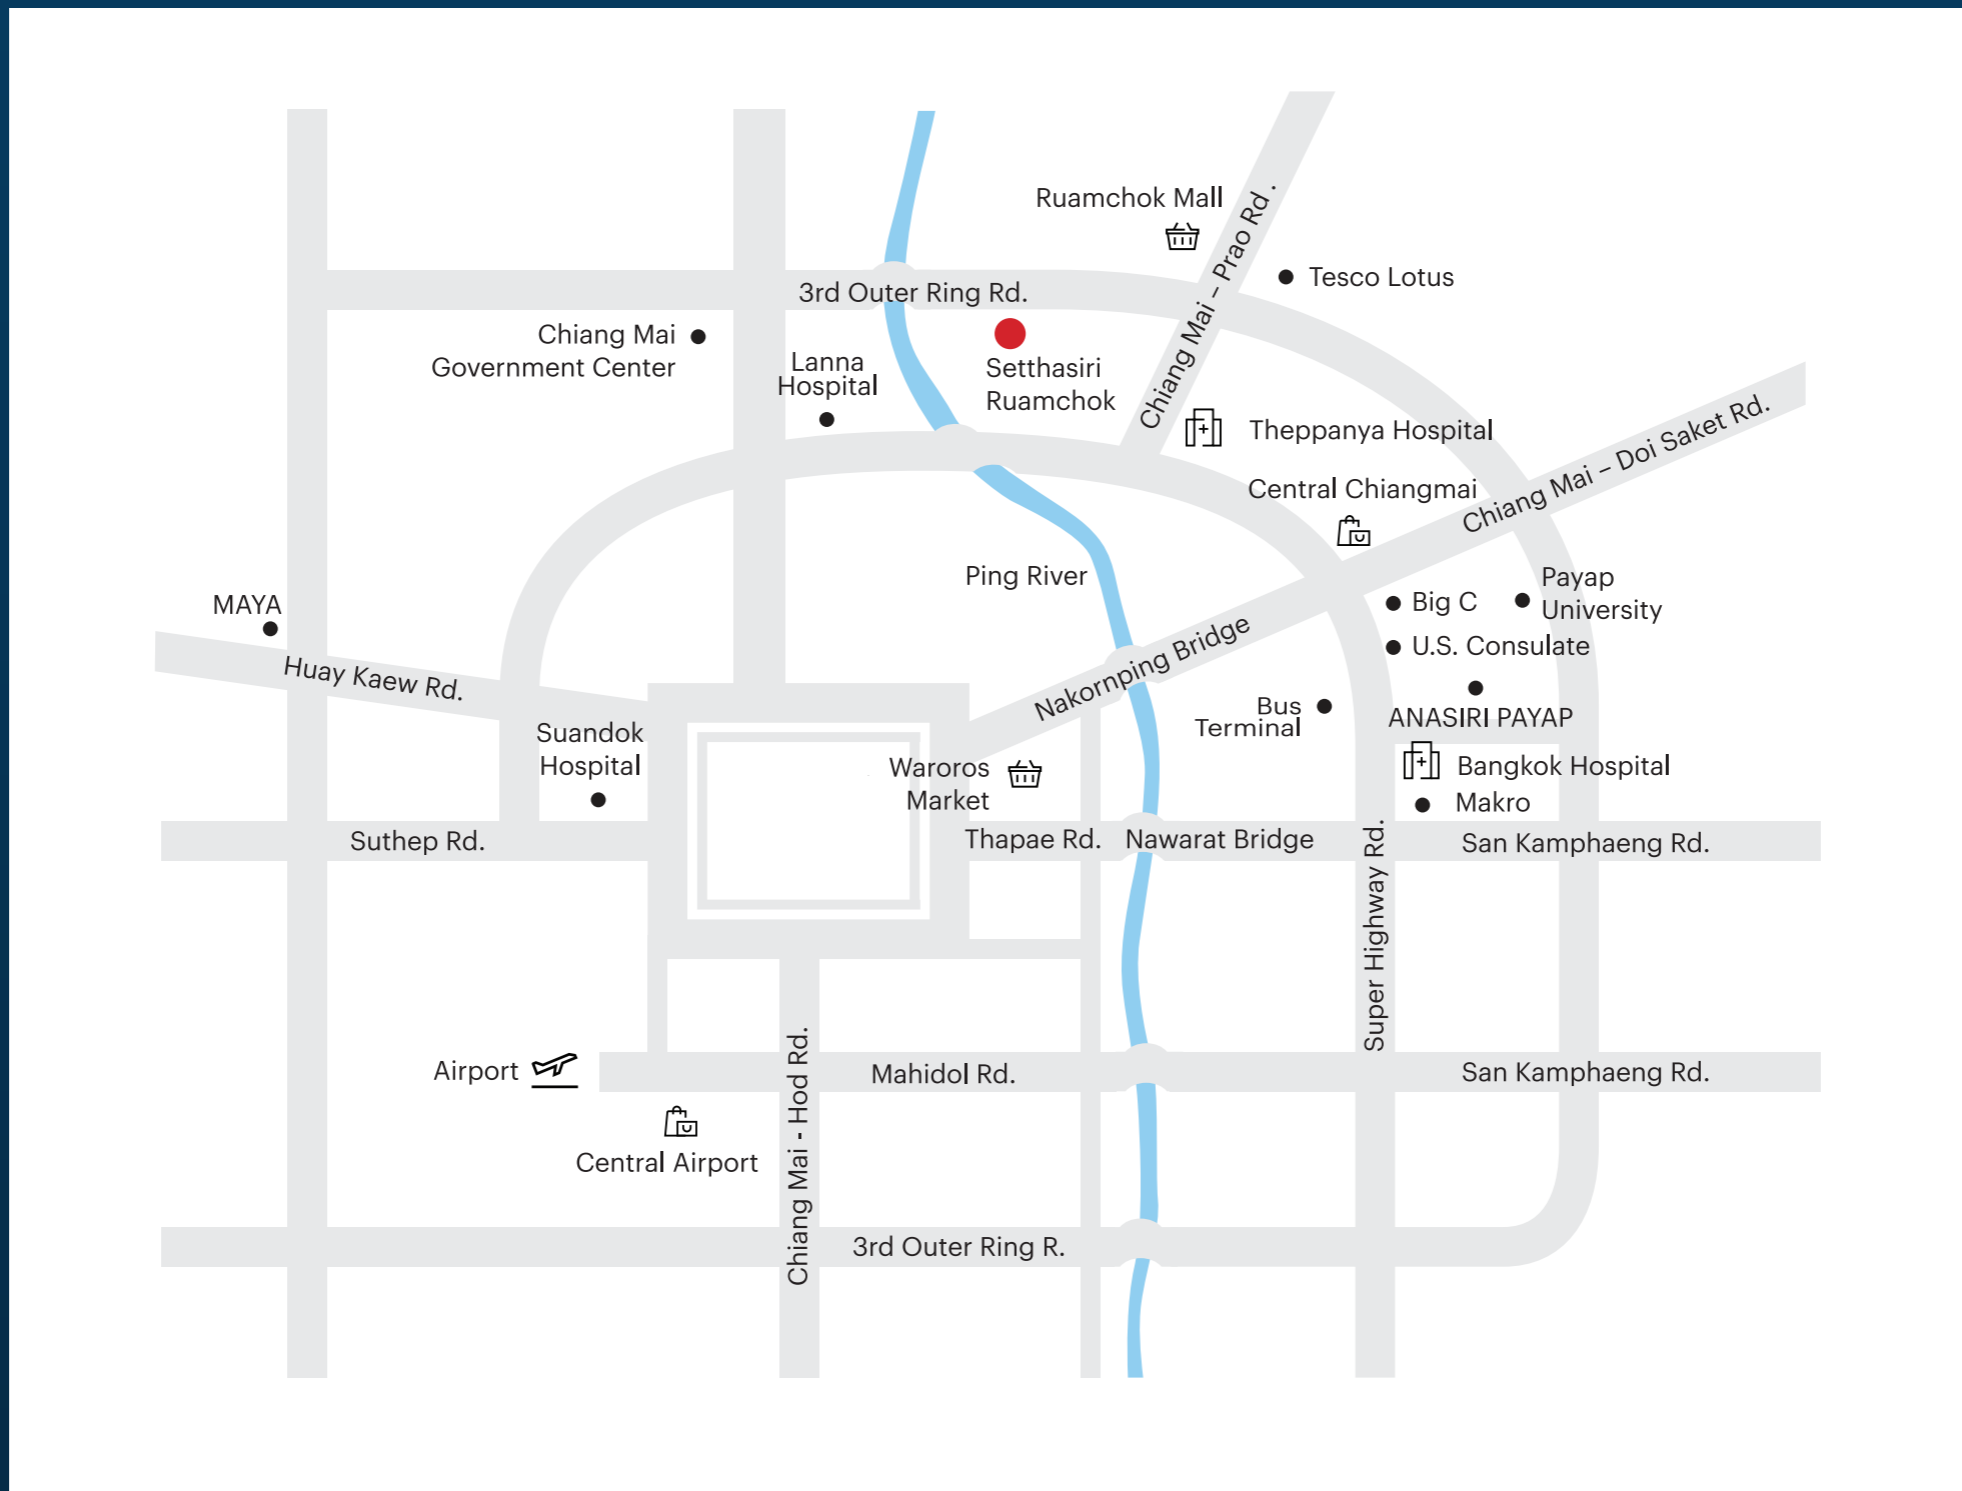 Ruamchok Mall
Chiang Mai – Prao Rd .
Tesco Lotus
3rd Outer Ring Rd.
Chiang Mai
Government Center
Lanna
Hospital
Setthasiri
Ruamchok
Theppanya Hospital
Chiang Mai – Doi Saket Rd.
Central Chiangmai
Ping River
MAYA
Huay Kaew Rd.
Nakornping Bridge
Big C
Payap
University
U.S. Consulate
Bus
Terminal
ANASIRI PAYAP
Suandok
Hospital
Waroros
Market
Bangkok Hospital
Makro
Suthep Rd.
Thapae Rd.
Nawarat Bridge
San Kamphaeng Rd.
Super Highway Rd.
Airport
Mahidol Rd.
San Kamphaeng Rd.
Central Airport
Chiang Mai - Hod Rd.
3rd Outer Ring R.